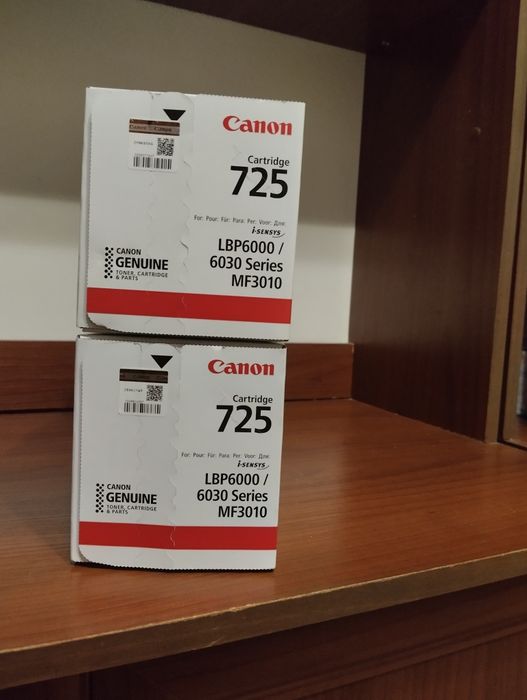 Canon
Cartridge
725
For: Pour: Für: Para: Per: Voor: Для:
i-SENSYS
LBP6000 /
6030 Series
MF3010
CANON
GENUINE
TONER, CARTRIDGE
& PARTS
Canon
Cartridge
725
For: Pour: Für: Para: Per: Voor: Для:
i-SENSYS
LBP6000 /
6030 Series
MF3010
CANON
GENUINE
TONER, CARTRIDGE
& PARTS